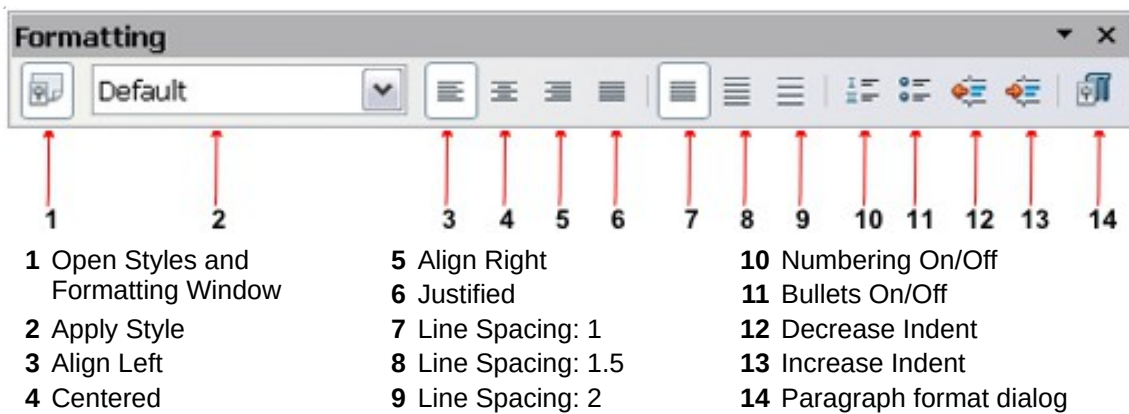 Formatting
Default
1 2 3 4 5 6 7 8 9 10 11 12 13 14
1 Open Styles and
Formatting Window
2 Apply Style
3 Align Left
4 Centered
5 Align Right
6 Justified
7 Line Spacing: 1
8 Line Spacing: 1.5
9 Line Spacing: 2
10 Numbering On/Off
11 Bullets On/Off
12 Decrease Indent
13 Increase Indent
14 Paragraph format dialog